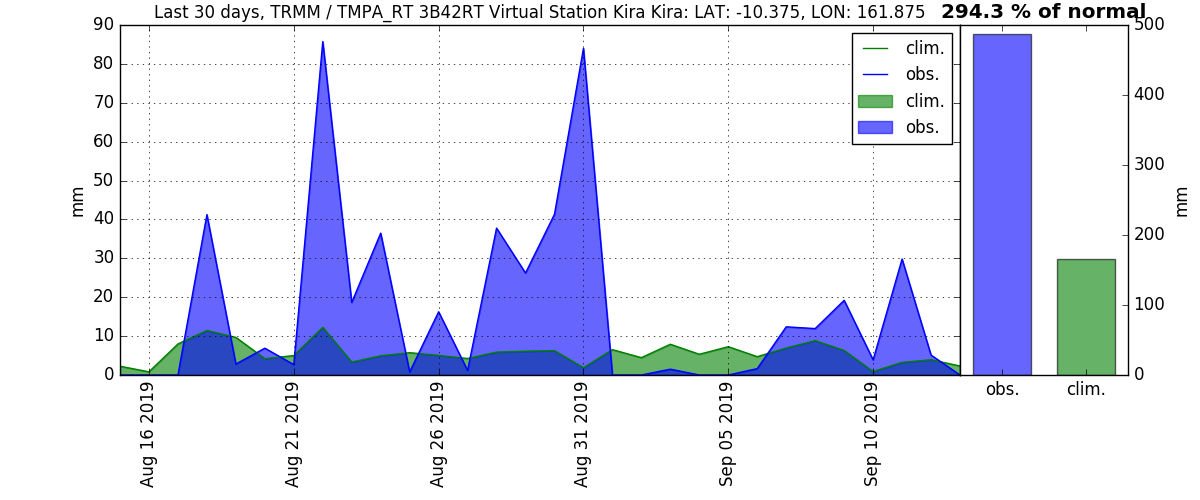 Last 30 days, TRMM / TMPA_RT 3B42RT Virtual Station Kira Kira: LAT: -10.375, LON: 161.875 294.3 % of normal
90
80
70
60
50
40
30
20
10
0
mm
clim.
obs.
clim.
obs.
Aug 16 2019
Aug 21 2019
Aug 26 2019
Aug 31 2019
Sep 05 2019
Sep 10 2019
500
400
300
200
100
0
mm
obs. clim.